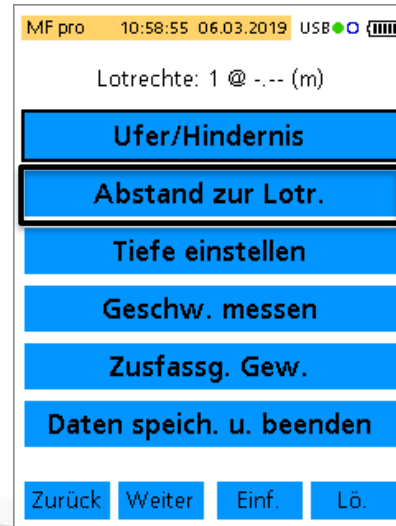 MF pro 10:58:55 06.03.2019 USB
Lotrechte: 1 @ -.-- (m)
Ufer/Hindernis
Abstand zur Lotr.
Tiefe einstellen
Geschw. messen
Zusfassg. Gew.
Daten speich. u. beenden
Zurück Weiter Einf. Lö.